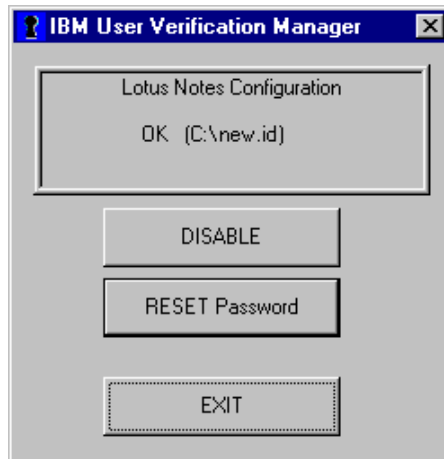 IBM User Verification Manager
Lotus Notes Configuration
OK (C:\new.id)
DISABLE
RESET Password
EXIT